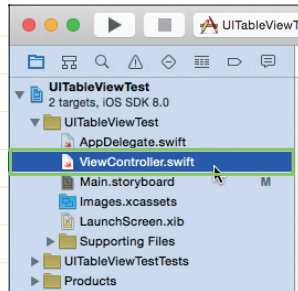 UITableViewT
UITableViewTest
2 targets, iOS SDK 8.0
UITableViewTest
AppDelegate.swift
ViewController.swift
Main.storyboard M
Images.xcassets
LaunchScreen.xib
Supporting Files
UITableViewTestTests
Products